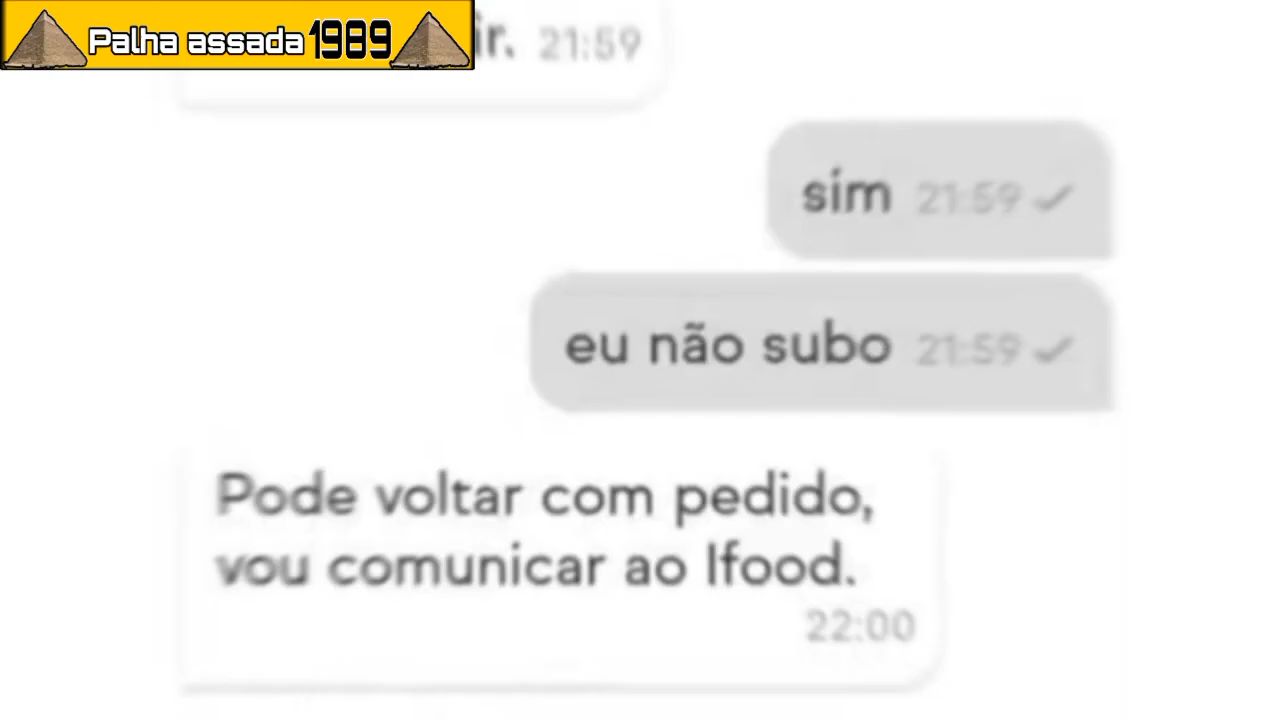 Palha assada 1989
ir. 21:59
sim 21:59
eu não subo 21:59
Pode voltar com pedido,
vou comunicar ao Ifood.
22:00